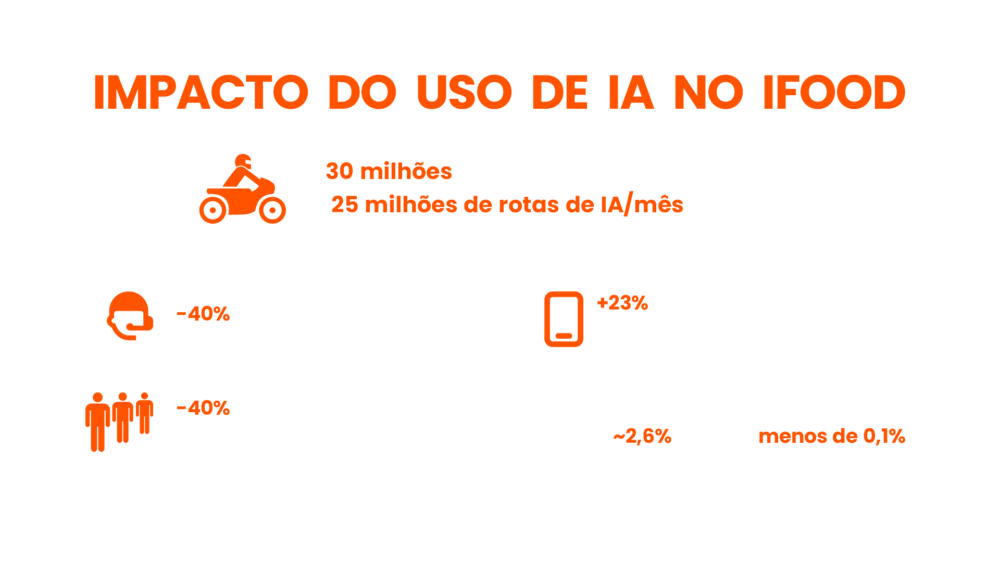 IMPACTO DO USO DE IA NO IFOOD
30 milhões
25 milhões de rotas de IA/mês
-40%
+23%
-40%
~2,6% menos de 0,1%